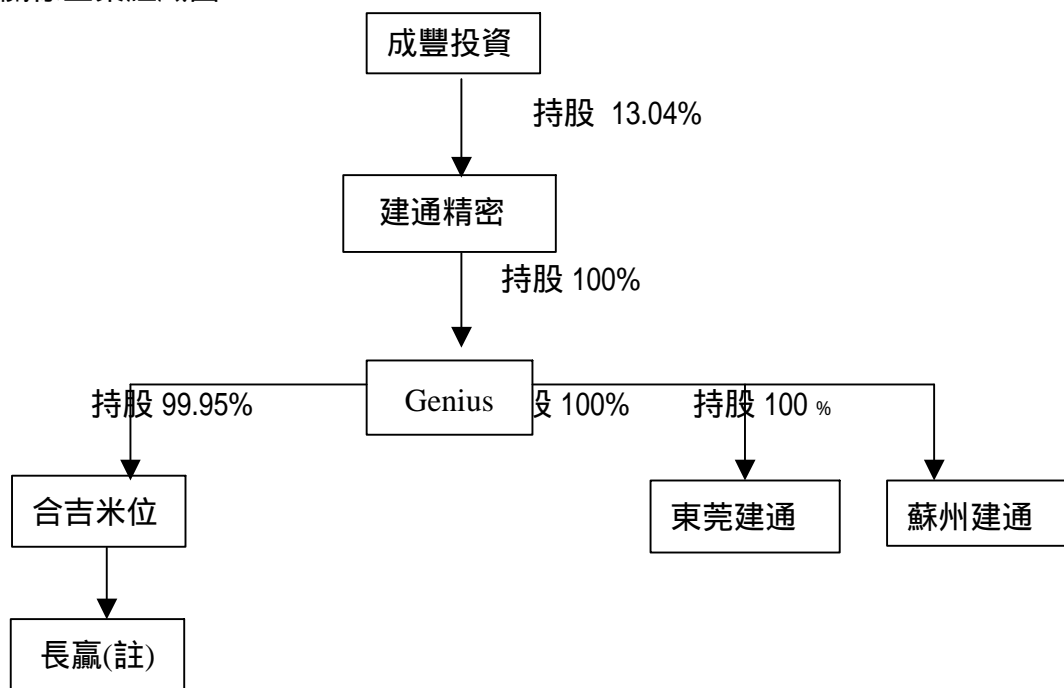 成豐投資
持股 13.04%
建通精密
持股 100%
Genius
持股 99.95%
股 100%
持股 100 %
合吉米位
東莞建通
蘇州建通
長贏(註)